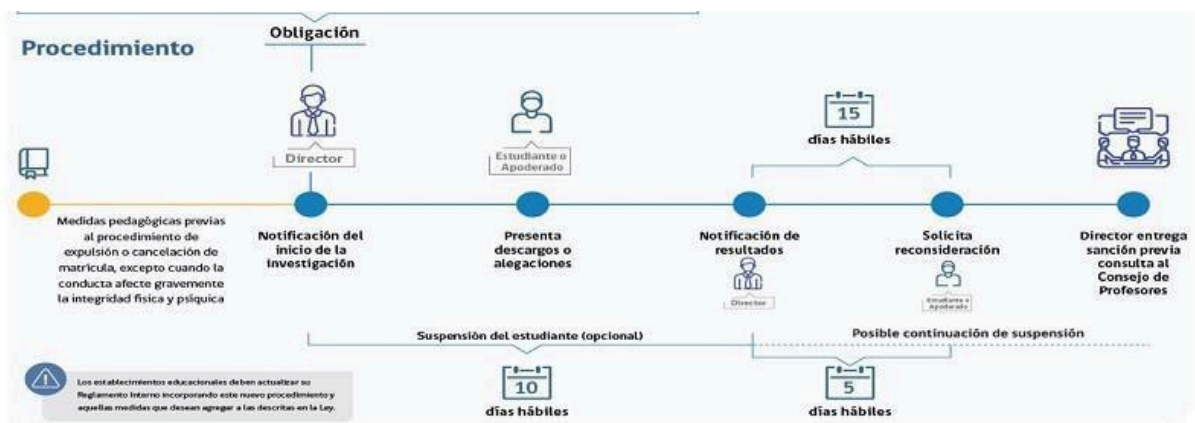 Procedimiento
Obligación
Director
Estudiante o
Apoderado
15
días hábiles
Medidas pedagógicas previas
al procedimiento de
expulsión o cancelación de
matrícula, excepto cuando la
conducta afecte gravemente
la integridad física y psíquica
Notificación del
inicio de la
investigación
Presenta
descargos o
alegaciones
Notificación de
resultados
Director
Solicita
reconsideración
Estudiante o
Apoderado
Director entrega
sanción previa
consulta al
Consejo de
Profesores
Suspensión del estudiante (opcional)
Posible continuación de suspensión
10
días hábiles
5
días hábiles
Los establecimientos educacionales deben actualizar su
Reglamento Interno incorporando este nuevo procedimiento y
aquellas medidas que desean agregar a las descritas en la Ley.